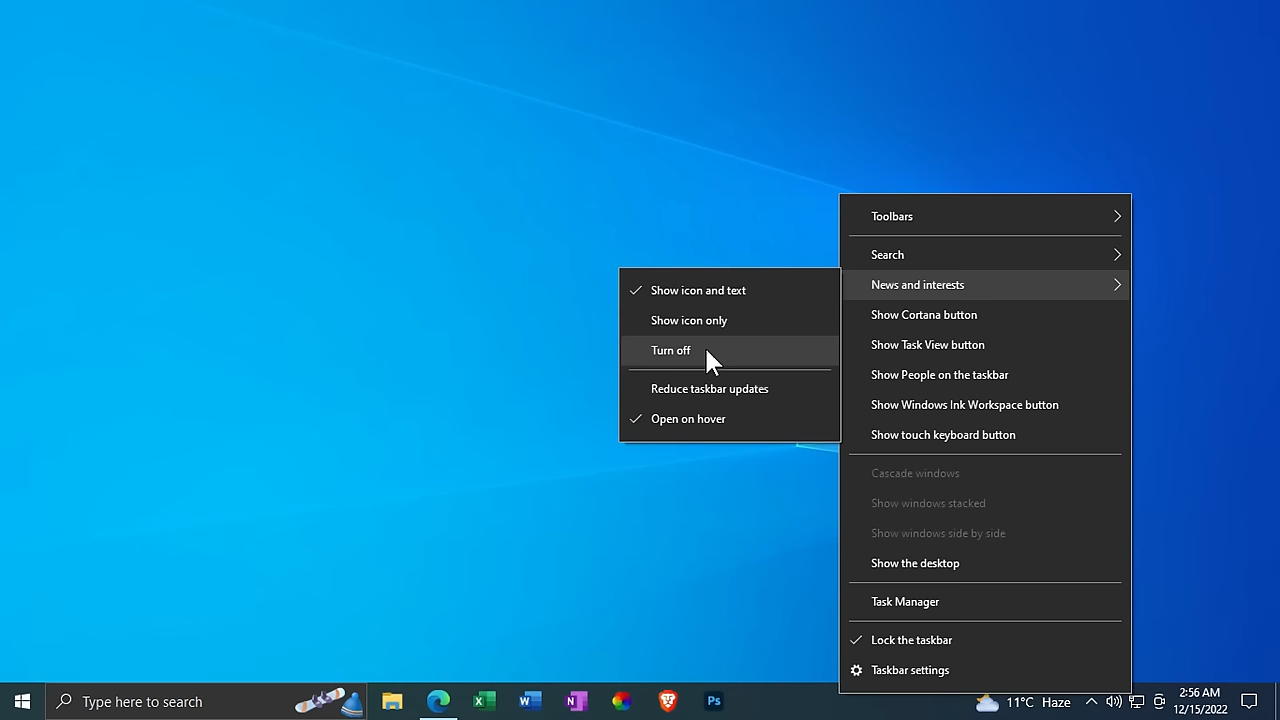 Toolbars
Search
News and interests
Show Cortana button
Show Task View button
Show People on the taskbar
Show Windows Ink Workspace button
Show touch keyboard button
Cascade windows
Show windows stacked
Show windows side by side
Show the desktop
Task Manager
Lock the taskbar
Taskbar settings
Show icon and text
Show icon only
Turn off
Reduce taskbar updates
Open on hover
Type here to search
X
W
N
Ps
11°C Haze
2:56 AM
12/15/2022